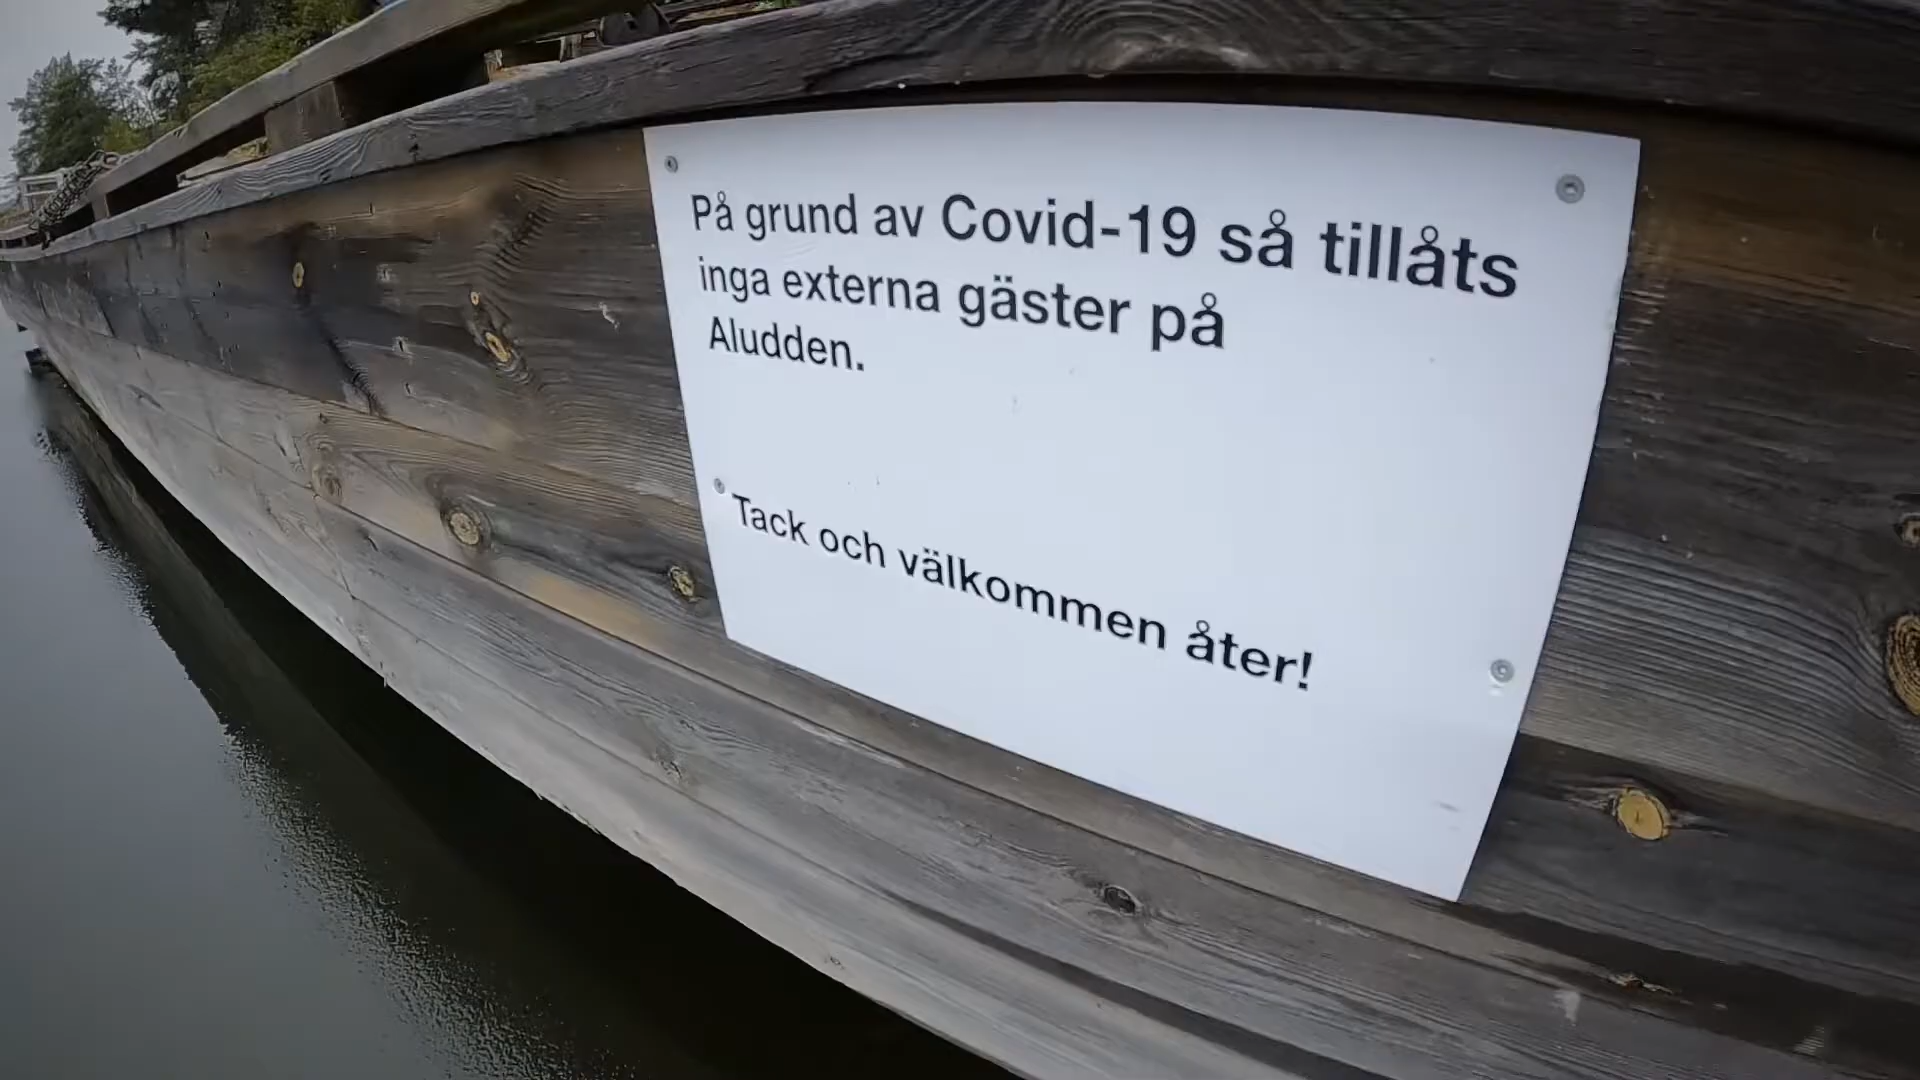 På grund av Covid-19 så tillåts
inga externa gäster på
Aludden.
Tack och välkommen åter!